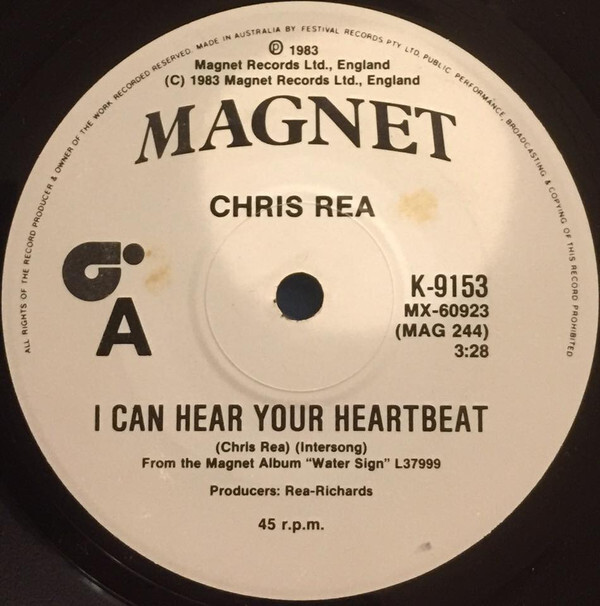 ALL RIGHTS OF THE RECORD PRODUCER & OWNER OF THE WORK RECORDED RESERVED. MADE IN AUSTRALIA BY FESTIVAL RECORDS PTY LTD. PUBLIC PERFORMANCE, BROADCASTING & COPYING OF THIS RECORD PROHIBITED
℗ 1983
Magnet Records Ltd., England
(C) 1983 Magnet Records Ltd., England
MAGNET
CHRIS REA
A
K-9153
MX-60923
(MAG 244)
3:28
I CAN HEAR YOUR HEARTBEAT
(Chris Rea) (Intersong)
From the Magnet Album "Water Sign" L37999
Producers: Rea-Richards
45 r.p.m.